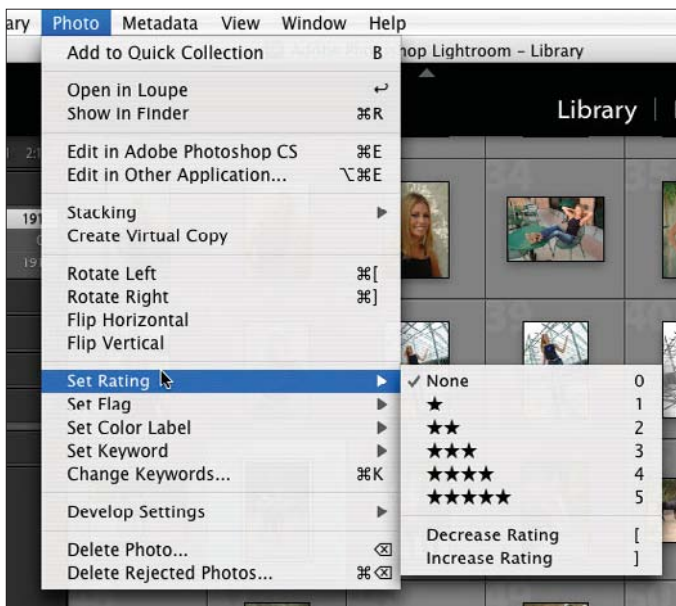 ary Photo Metadata View Window Help
Add to Quick Collection B
hop Lightroom – Library
Open in Loupe ↩
Show in Finder ⌘R
Library
Edit in Adobe Photoshop CS ⌘E
Edit in Other Application... ⌥⌘E
Stacking
Create Virtual Copy
Rotate Left ⌘[
Rotate Right ⌘]
Flip Horizontal
Flip Vertical
Set Rating
✓ None 0
★ 1
Set Flag
★★ 2
Set Color Label
★★★ 3
Set Keyword
★★★★ 4
Change Keywords... ⌘K
★★★★★ 5
Develop Settings
Decrease Rating [
Increase Rating ]
Delete Photo... ⌫
Delete Rejected Photos... ⌘⌫